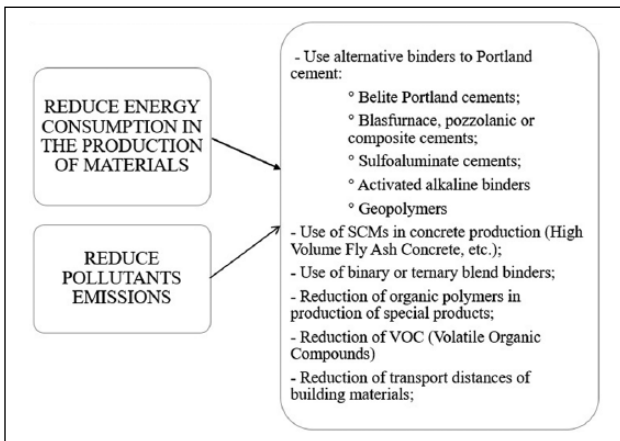 REDUCE ENERGY
CONSUMPTION IN
THE PRODUCTION
OF MATERIALS
REDUCE
POLLUTANTS
EMISSIONS
- Use alternative binders to Portland
cement:
° Belite Portland cements;
° Blasfurnace, pozzolanic or
composite cements;
° Sulfoaluminate cements;
° Activated alkaline binders
° Geopolymers
- Use of SCMs in concrete production (High
Volume Fly Ash Concrete, etc.);
- Use of binary or ternary blend binders;
- Reduction of organic polymers in
production of special products;
- Reduction of VOC (Volatile Organic
Compounds)
- Reduction of transport distances of
building materials;